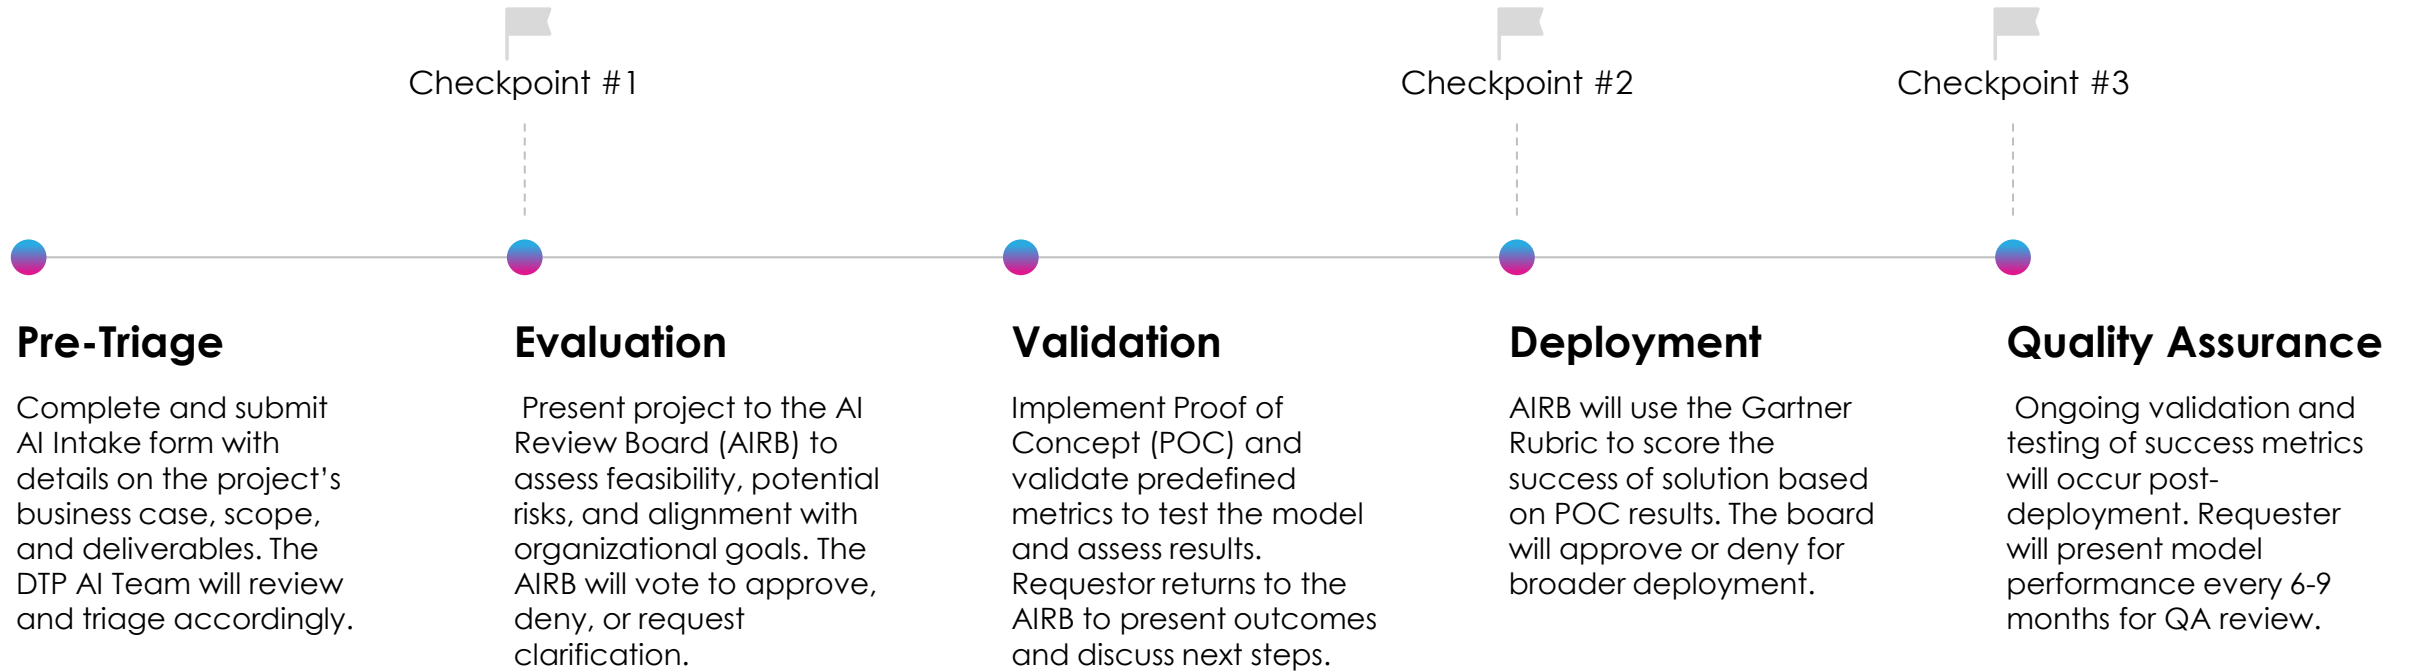 Checkpoint #1
Checkpoint #2
Checkpoint #3
Pre-Triage
Complete and submit
AI Intake form with
details on the project’s
business case, scope,
and deliverables. The
DTP AI Team will review
and triage accordingly.
Evaluation
Present project to the AI
Review Board (AIRB) to
assess feasibility, potential
risks, and alignment with
organizational goals. The
AIRB will vote to approve,
deny, or request
clarification.
Validation
Implement Proof of
Concept (POC) and
validate predefined
metrics to test the model
and assess results.
Requestor returns to the
AIRB to present outcomes
and discuss next steps.
Deployment
AIRB will use the Gartner
Rubric to score the
success of solution based
on POC results. The board
will approve or deny for
broader deployment.
Quality Assurance
Ongoing validation and
testing of success metrics
will occur post-
deployment. Requester
will present model
performance every 6-9
months for QA review.